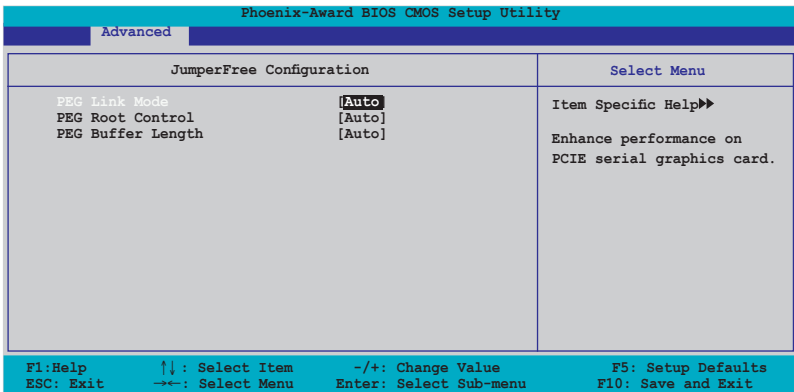 Phoenix-Award BIOS CMOS Setup Utility
Advanced
JumperFree Configuration
Select Menu
PEG Link Mode [Auto]
PEG Root Control [Auto]
PEG Buffer Length [Auto]
Item Specific Help▶▶
Enhance performance on
PCIE serial graphics card.
F1:Help ↑↓: Select Item -/+: Change Value F5: Setup Defaults
ESC: Exit →←: Select Menu Enter: Select Sub-menu F10: Save and Exit